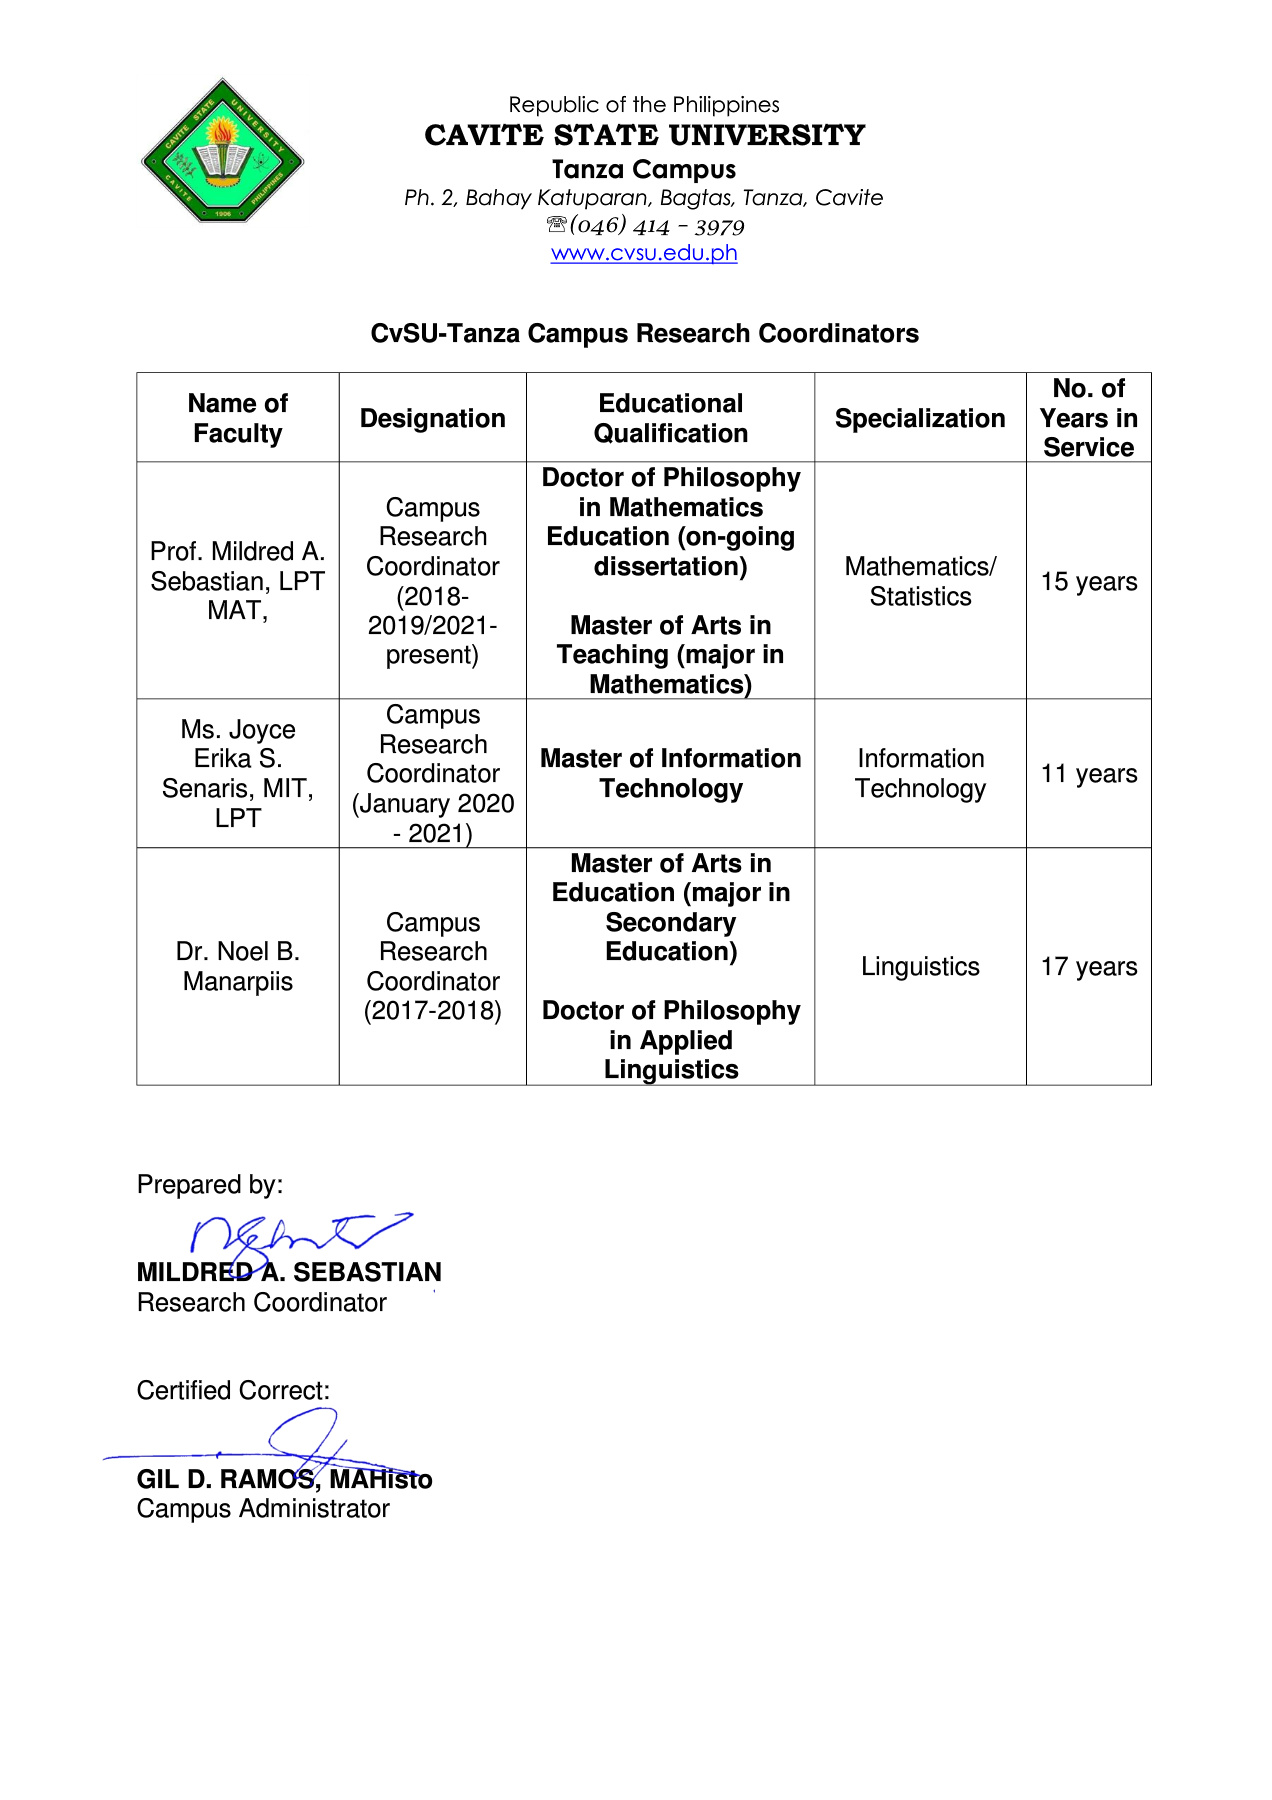 CAVITE STATE UNIVERSITY
CAVITE PHILIPPINES
1906
Republic of the Philippines
CAVITE STATE UNIVERSITY
Tanza Campus
Ph. 2, Bahay Katuparan, Bagtas, Tanza, Cavite
☏(046) 414 – 3979
www.cvsu.edu.ph
CvSU-Tanza Campus Research Coordinators
Name of
Faculty
Designation
Educational
Qualification
Specialization
No. of
Years in
Service
Prof. Mildred A.
Sebastian, LPT
MAT,
Campus
Research
Coordinator
(2018-
2019/2021-
present)
Doctor of Philosophy
in Mathematics
Education (on-going
dissertation)
Master of Arts in
Teaching (major in
Mathematics)
Mathematics/
Statistics
15 years
Ms. Joyce
Erika S.
Senaris, MIT,
LPT
Campus
Research
Coordinator
(January 2020
- 2021)
Master of Information
Technology
Information
Technology
11 years
Dr. Noel B.
Manarpiis
Campus
Research
Coordinator
(2017-2018)
Master of Arts in
Education (major in
Secondary
Education)
Doctor of Philosophy
in Applied
Linguistics
Linguistics
17 years
Prepared by:
MILDRED A. SEBASTIAN
Research Coordinator
Certified Correct:
GIL D. RAMOS, MAHisto
Campus Administrator